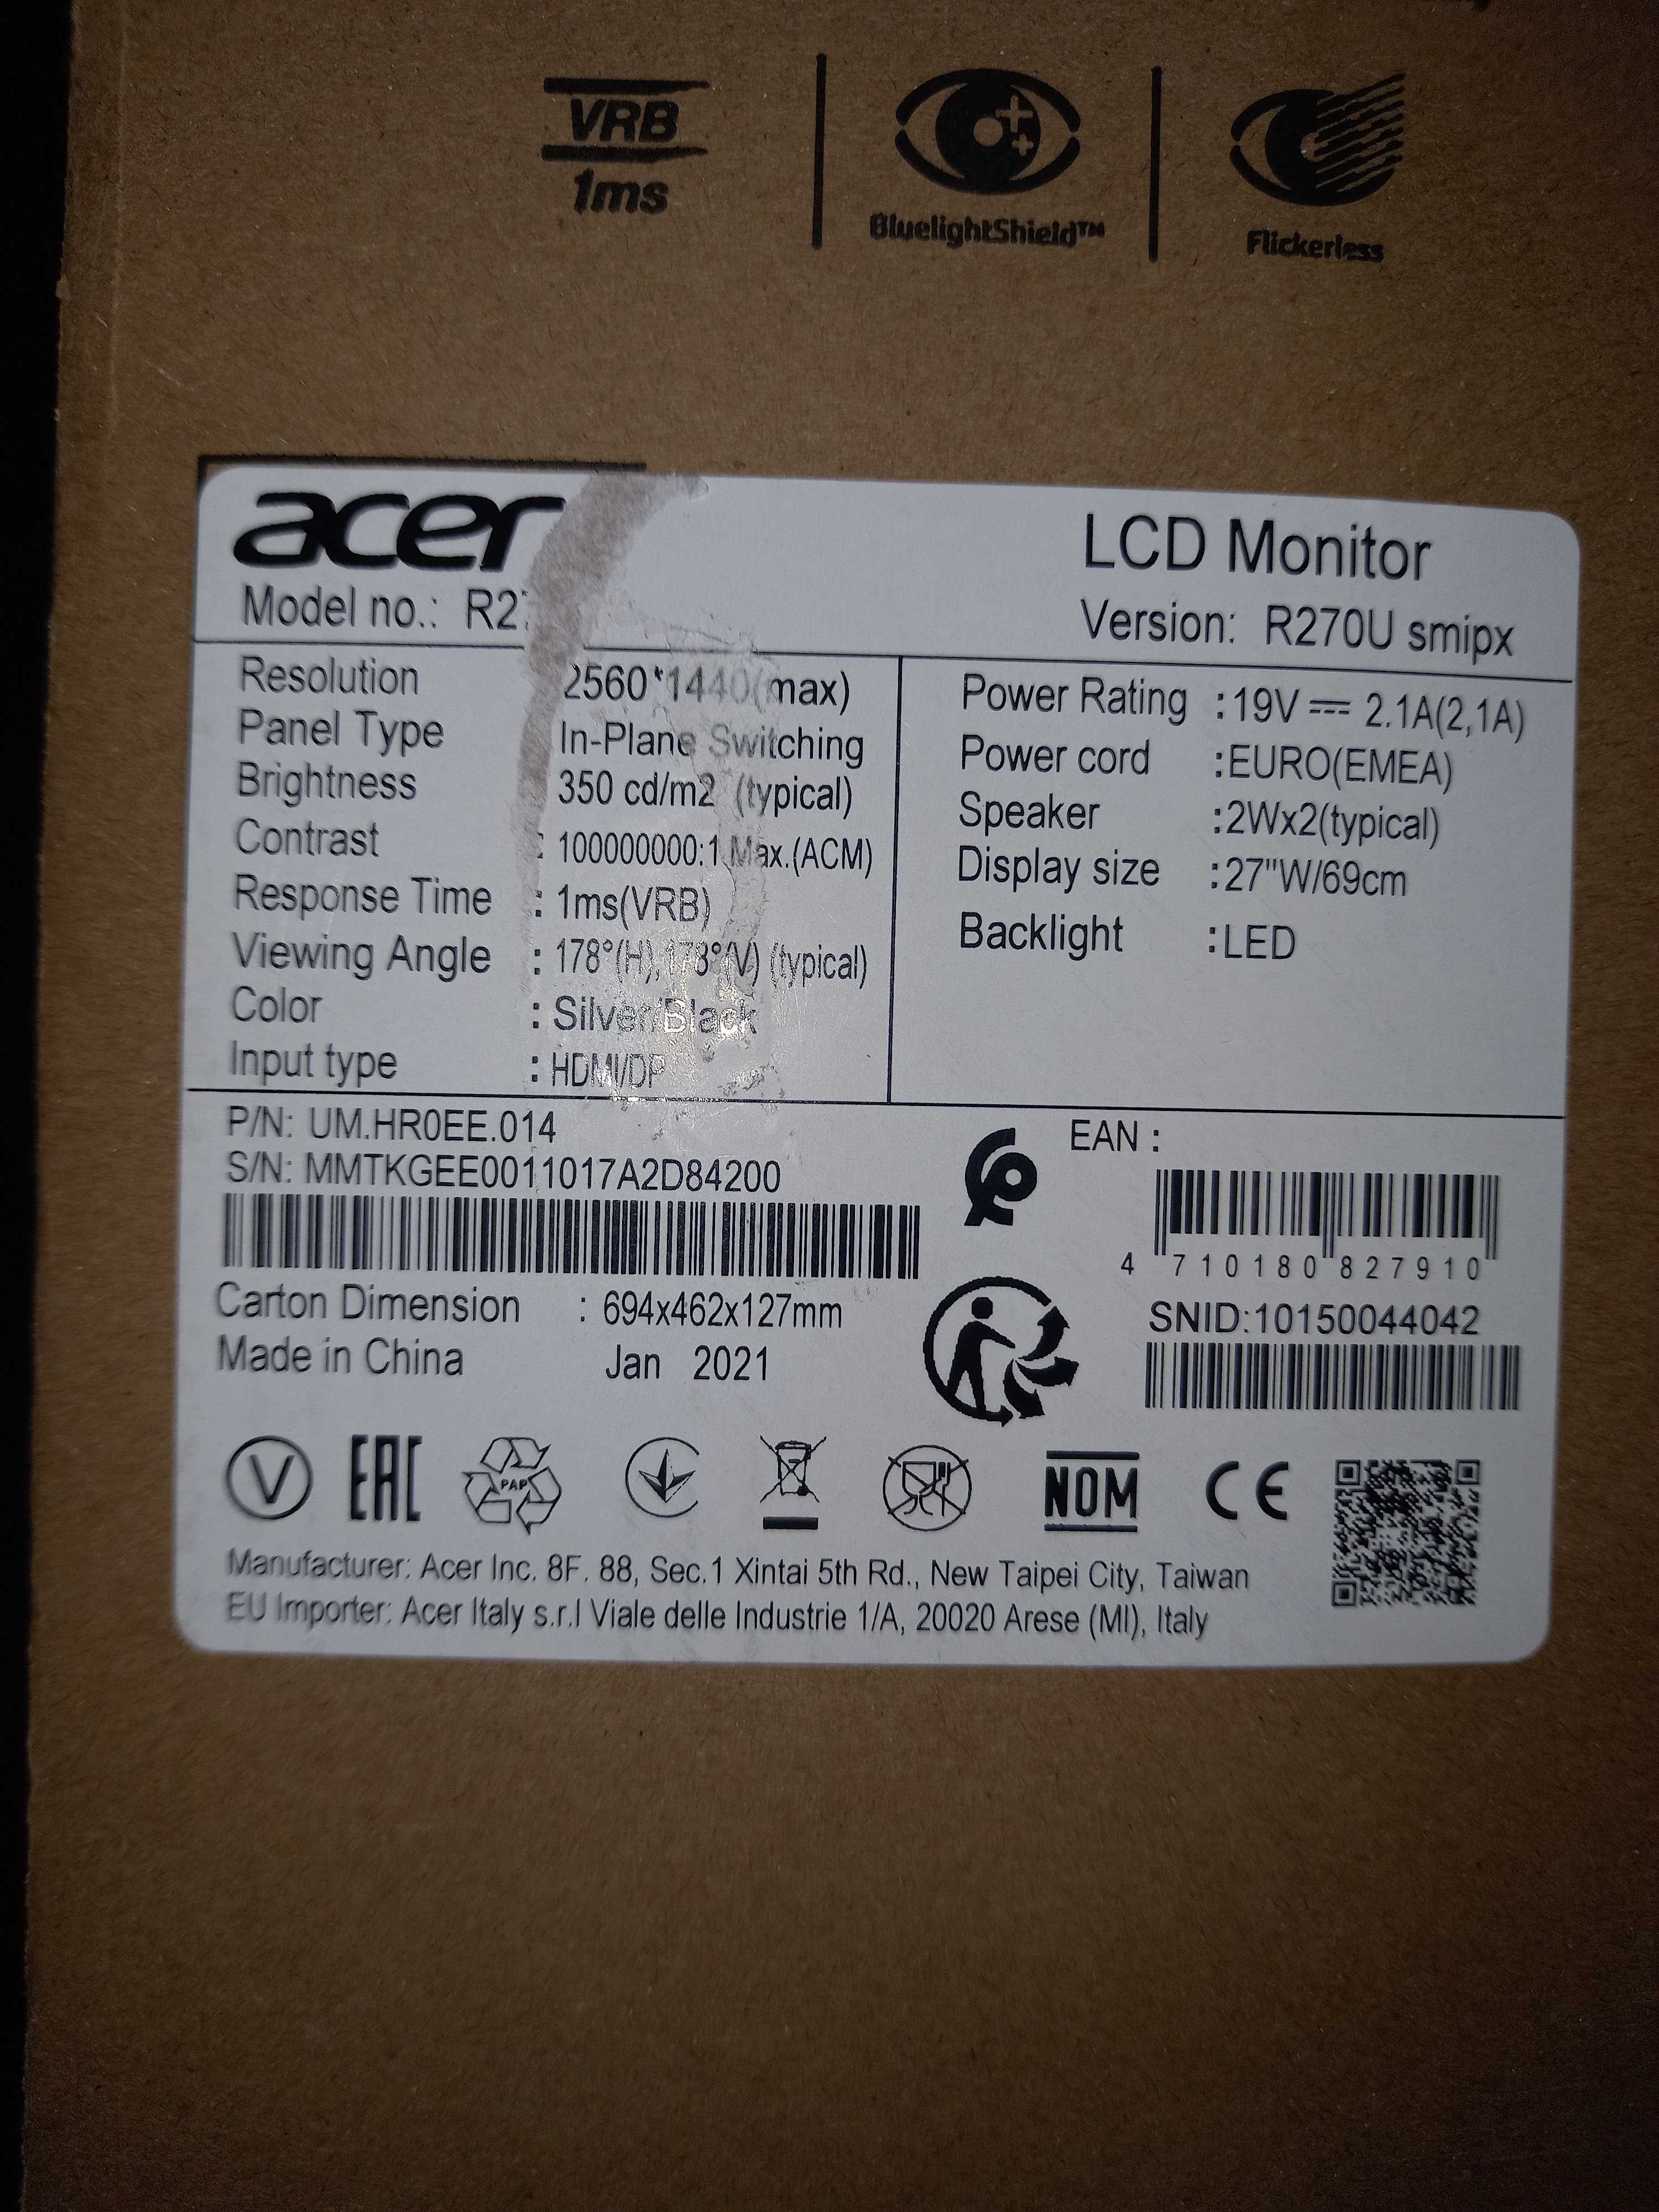 VRB
1ms
BluelightShield™
Flickerless
acer
LCD Monitor
Model no.: R27
Version: R270U smipx
Resolution 2560*1440(max)
Panel Type In-Plane Switching
Brightness 350 cd/m2 (typical)
Contrast : 100000000:1 Max.(ACM)
Response Time : 1ms(VRB)
Viewing Angle : 178°(H),178°(V) (typical)
Color : Silver/Black
Input type : HDMI/DP
Power Rating :19V ⎓ 2.1A(2,1A)
Power cord :EURO(EMEA)
Speaker :2Wx2(typical)
Display size :27"W/69cm
Backlight :LED
P/N: UM.HR0EE.014
S/N: MMTKGEE0011017A2D84200
Carton Dimension : 694x462x127mm
Made in China Jan 2021
EAN :
4 710180 827910
SNID:10150044042
V EAC PAP NOM CE
Manufacturer: Acer Inc. 8F. 88, Sec.1 Xintai 5th Rd., New Taipei City, Taiwan
EU Importer: Acer Italy s.r.l Viale delle Industrie 1/A, 20020 Arese (MI), Italy